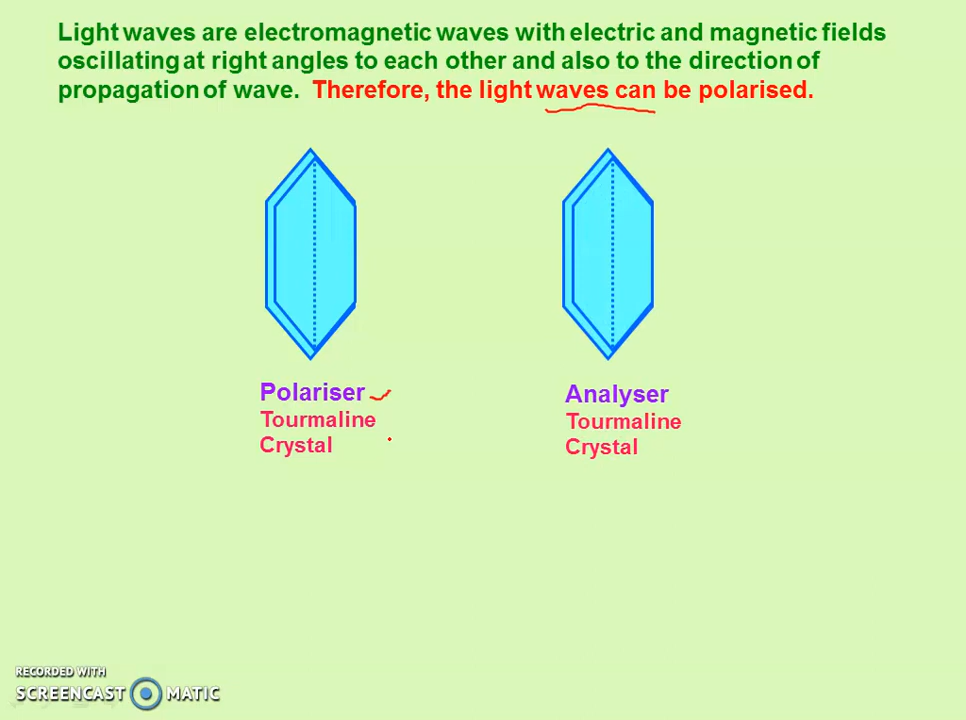 Light waves are electromagnetic waves with electric and magnetic fields
oscillating at right angles to each other and also to the direction of
propagation of wave. Therefore, the light waves can be polarised.
Polariser
Tourmaline
Crystal
Analyser
Tourmaline
Crystal
RECORDED WITH
SCREENCAST MATIC